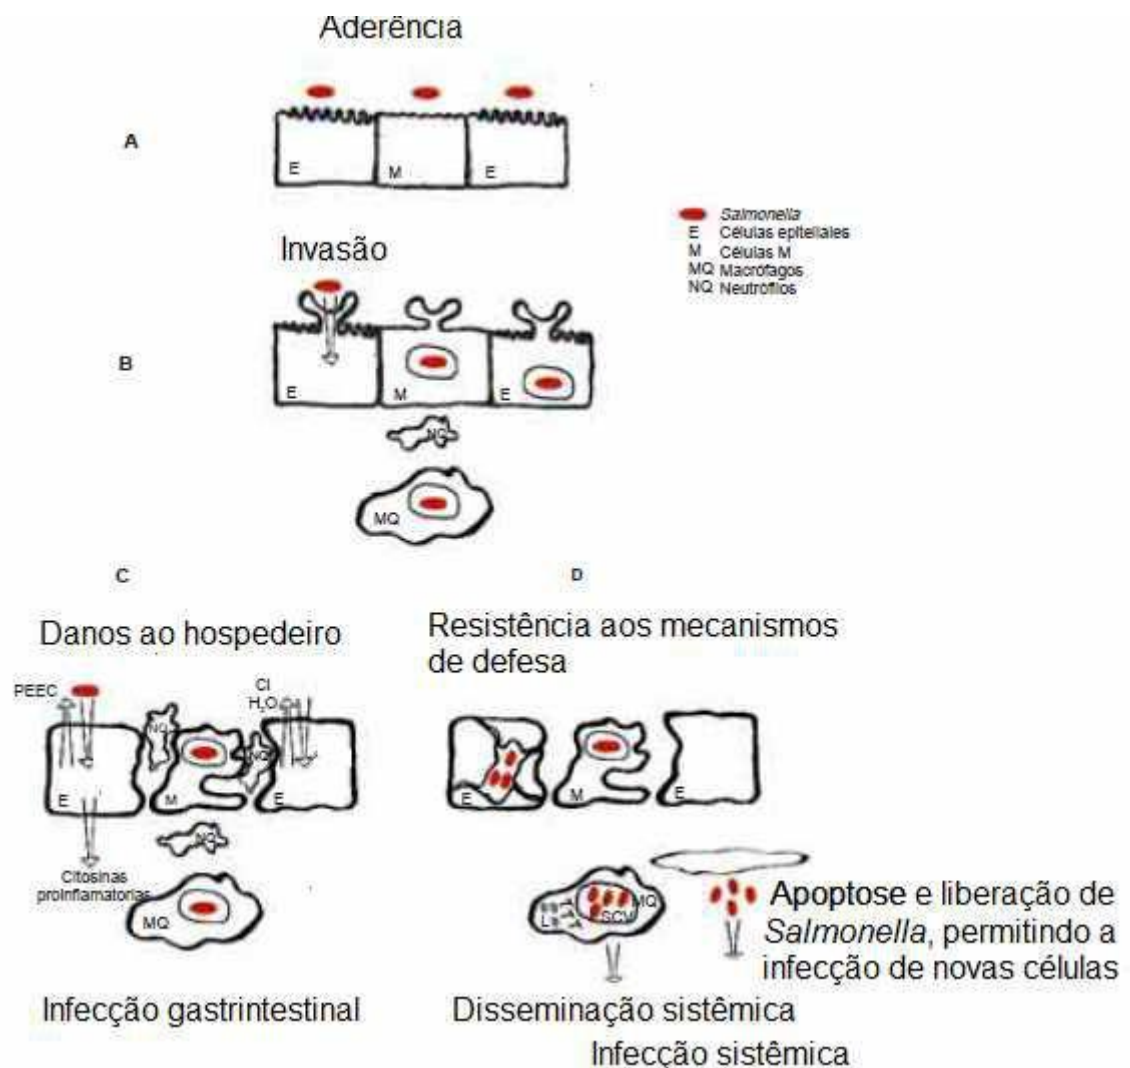 Aderência
A
E M E
Salmonella
E Células epiteliales
M Células M
MQ Macrófagos
NQ Neutrófilos
Invasão
B
E M E
NQ
MQ
C
D
Danos ao hospedeiro
Resistência aos mecanismos
de defesa
PEEC
Cl
H₂O
NQ
NQ
E M E
NQ
Citosinas
proinflamatorias
MQ
E M E
MQ
SCV
Apoptose e liberação de
Salmonella, permitindo a
infecção de novas células
Infecção gastrintestinal
Disseminação sistêmica
Infecção sistêmica